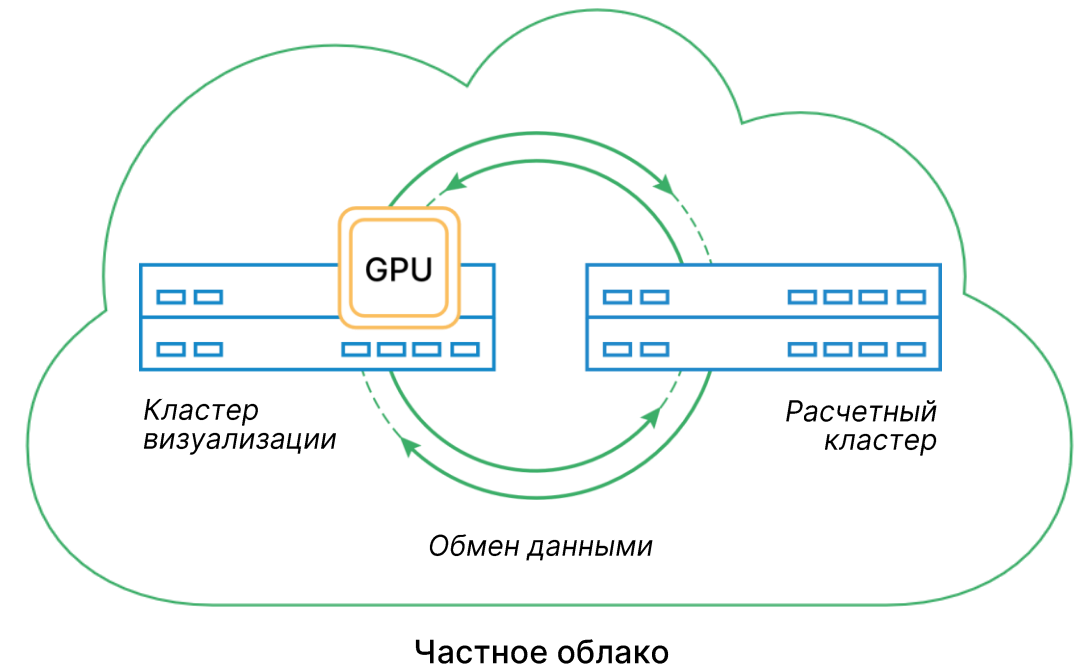 GPU
Кластер
визуализации
Расчетный
кластер
Обмен данными
Частное облако